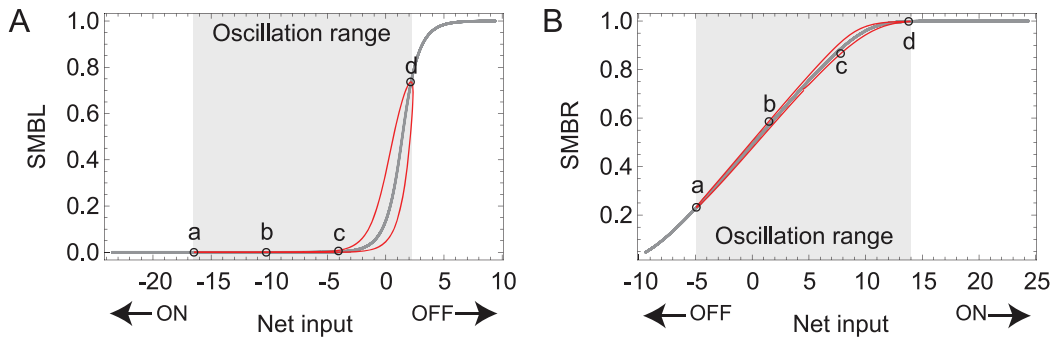 A
Oscillation range
SMBL
1.0
0.8
0.6
0.4
0.2
0.0
a
b
c
d
-20
-15
-10
-5
0
5
10
ON
Net input
OFF
B
SMBR
1.0
0.8
0.6
0.4
0.2
a
b
c
d
Oscillation range
-10
-5
0
5
10
15
20
25
OFF
Net input
ON